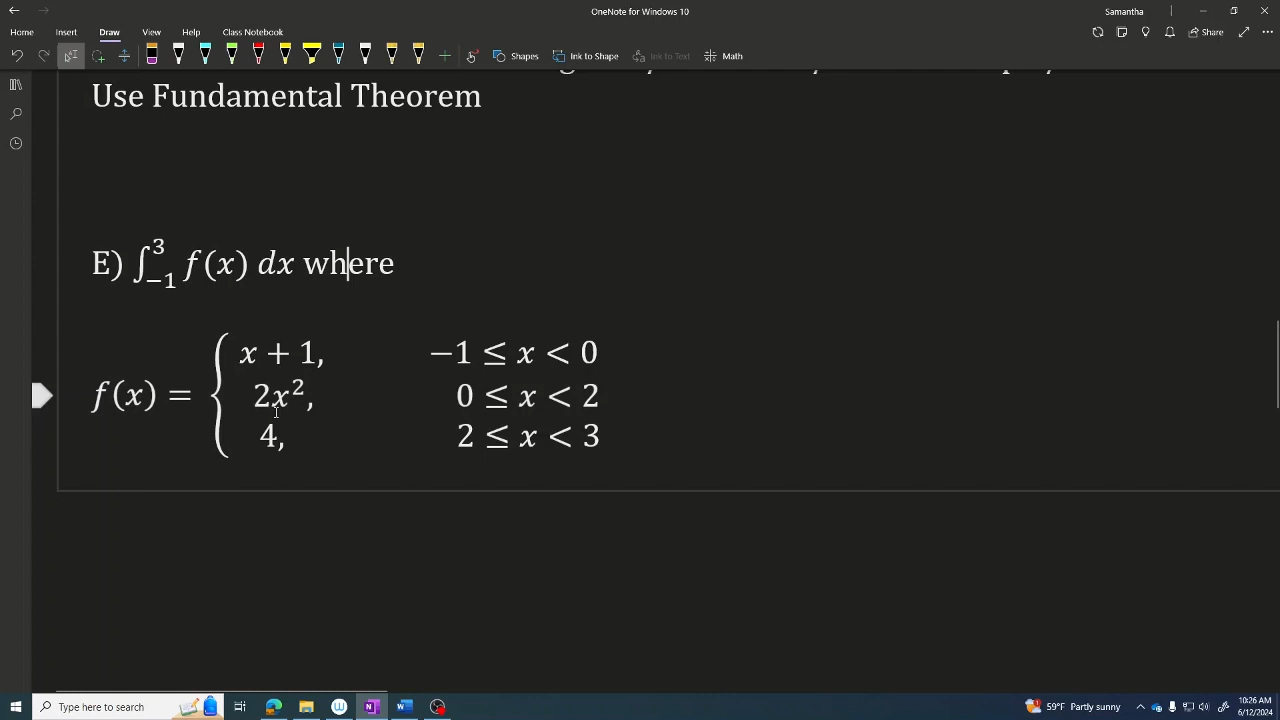 OneNote for Windows 10
Samantha
Home Insert Draw View Class Notebook
Share
Shapes Ink to Shape Ink to Text Math
Use Fundamental Theorem
E) ∫₋₁³ f(x) dx where
f(x) = { x + 1, −1 ≤ x < 0
2x², 0 ≤ x < 2
4, 2 ≤ x < 3
Type here to search
59°F Partly sunny
10:26 AM
6/12/2024